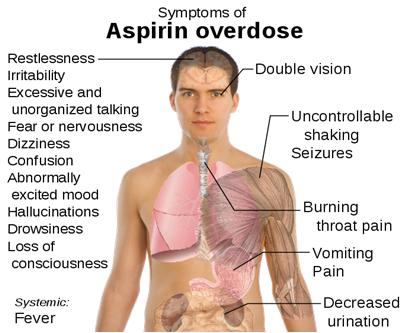 Symptoms of
Aspirin overdose
Restlessness
Irritability
Excessive and
unorganized talking
Fear or nervousness
Dizziness
Confusion
Abnormally
excited mood
Hallucinations
Drowsiness
Loss of
consciousness
Systemic:
Fever
Double vision
Uncontrollable
shaking
Seizures
Burning
throat pain
Vomiting
Pain
Decreased
urination